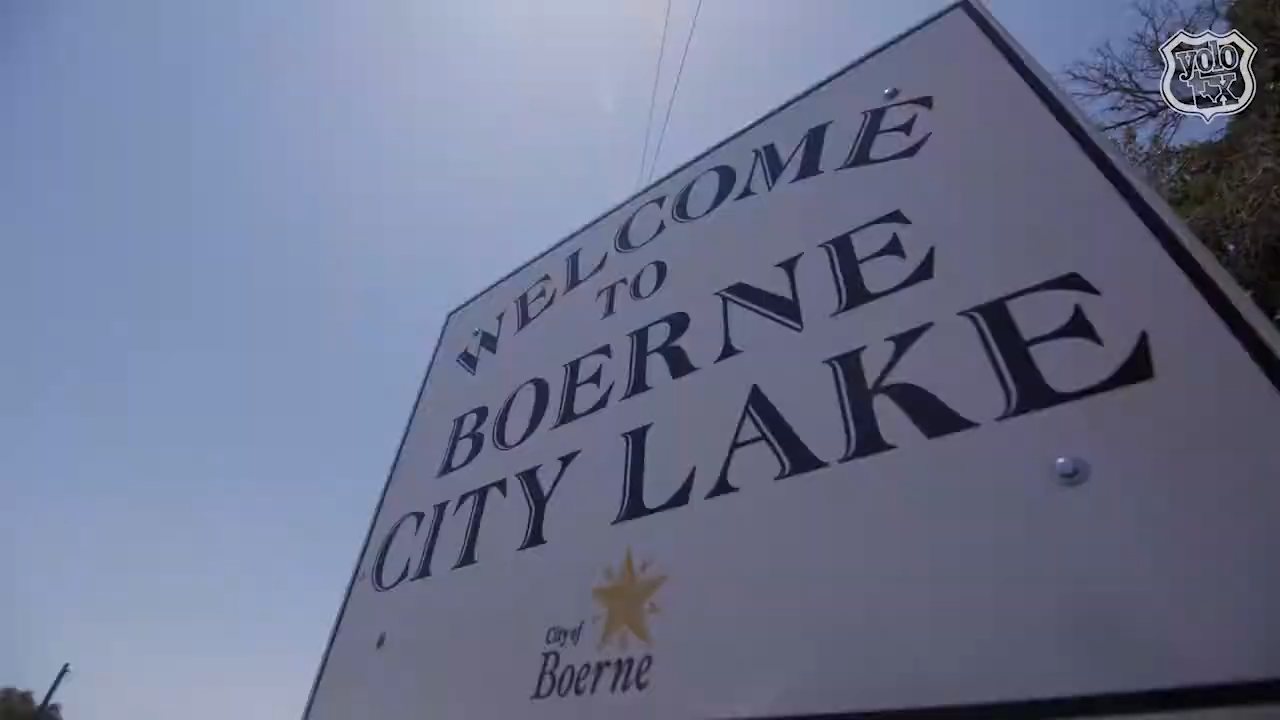 yolo
TX
WELCOME
TO
BOERNE
CITY LAKE
City of
Boerne